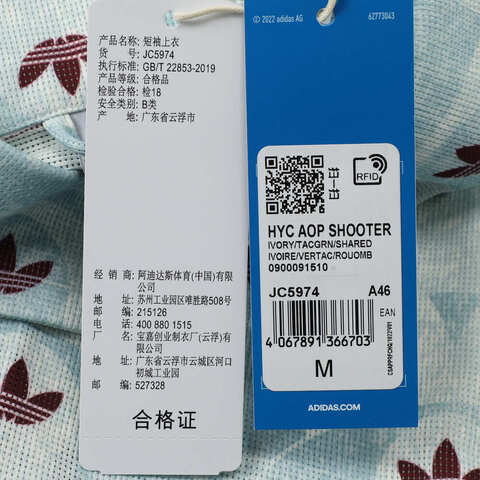 产品名称: 短袖上衣
货 号: JC5974
执行标准: GB/T 22853-2019
产品等级: 合格品
检验合格: 检18
安全类别: B类
产 地: 广东省云浮市
经 销 商: 阿迪达斯体育(中国)有限公司
地 址: 苏州工业园区唯胜路508号
邮 编: 215126
电 话: 400 880 1515
制 造 商: 宝嘉创业制衣厂(云浮)有限公司
地 址: 广东省云浮市云城区河口初城工业园
邮 编: 527328
合格证
© 2022 adidas AG
62773043
RFID
HYC AOP SHOOTER
IVORY/TACGRN/SHARED
IVOIRE/VERTAC/ROUOMB
0900091510
JC5974 A46
EAN
4 067891 366703
M
ADIDAS.COM